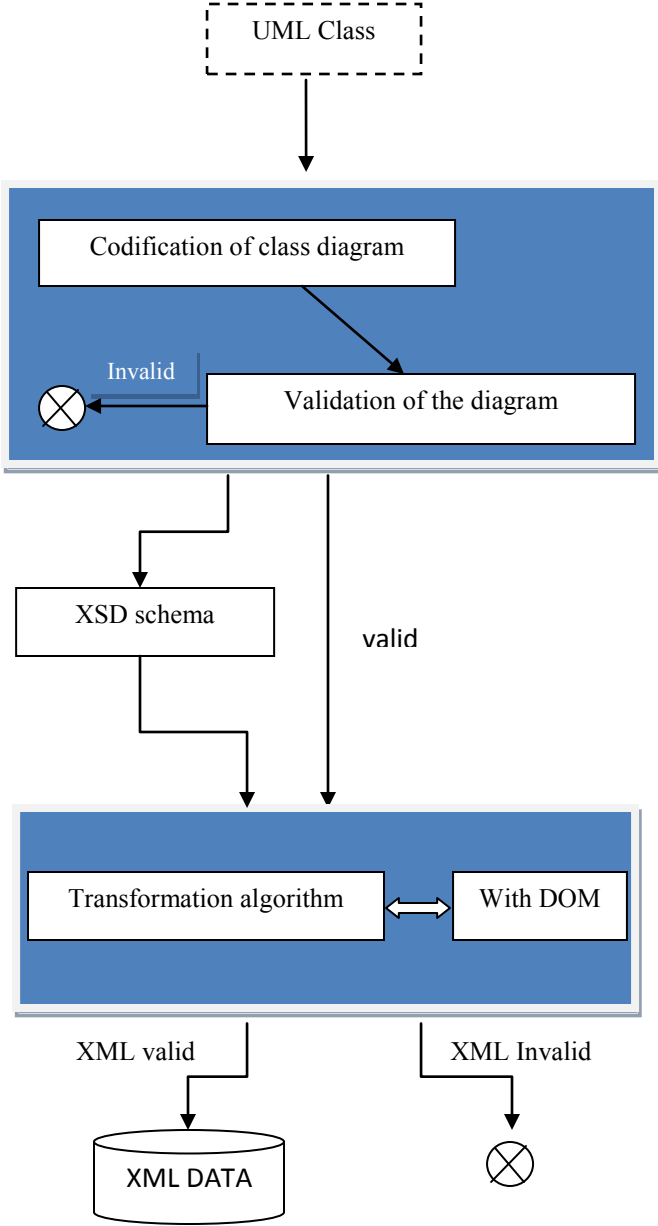 UML Class
Codification of class diagram
Invalid
Validation of the diagram
XSD schema
valid
Transformation algorithm
With DOM
XML valid
XML Invalid
XML DATA